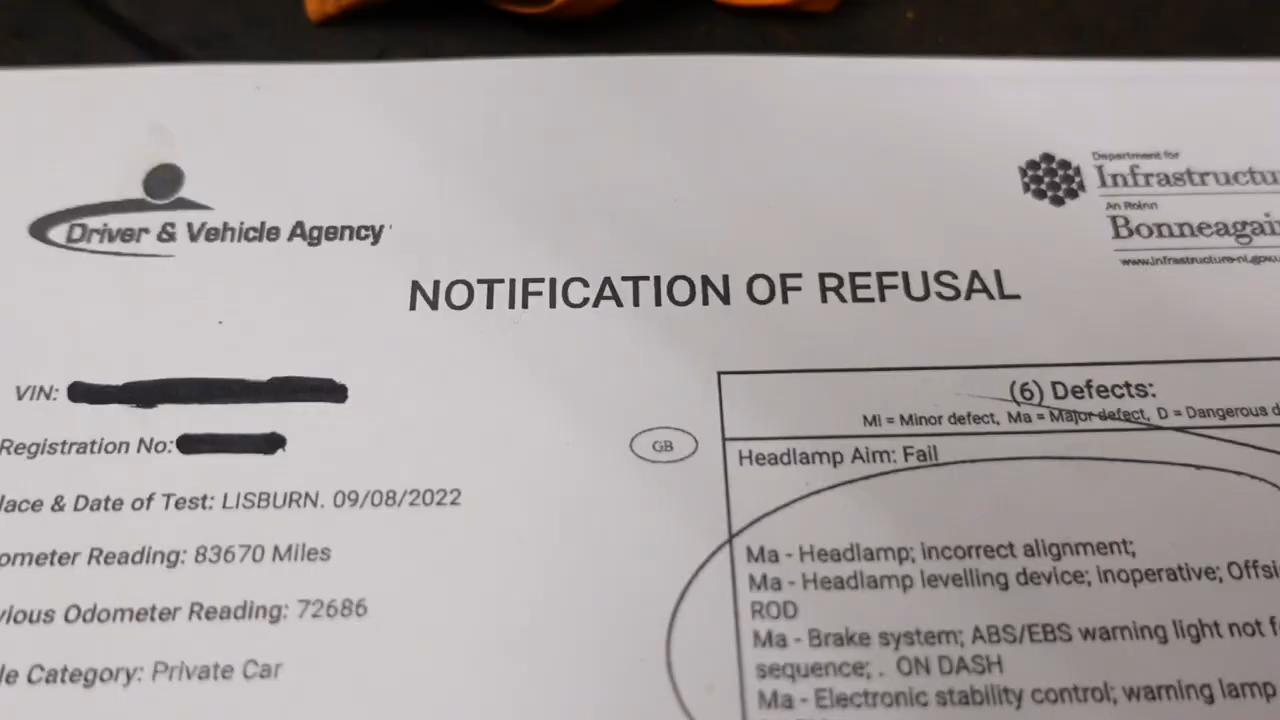 Driver & Vehicle Agency
Department for
Infrastructu
An Roinn
Bonneagai
www.infrastructure-ni.gov.u
NOTIFICATION OF REFUSAL
VIN:
Registration No:
lace & Date of Test: LISBURN. 09/08/2022
ometer Reading: 83670 Miles
vious Odometer Reading: 72686
le Category: Private Car
GB
(6) Defects:
MI = Minor defect, Ma = Major defect, D = Dangerous d
Headlamp Aim: Fail
Ma - Headlamp; incorrect alignment;
Ma - Headlamp levelling device; inoperative; Offsi
ROD
Ma - Brake system; ABS/EBS warning light not f
sequence; . ON DASH
Ma - Electronic stability control; warning lamp